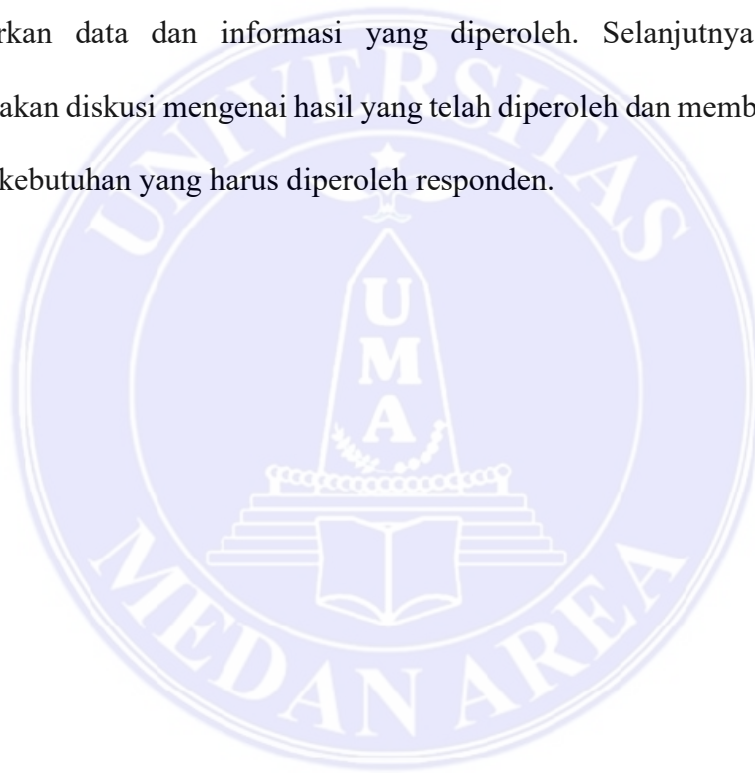 rkan data dan informasi yang diperoleh. Selanjutnya
akan diskusi mengenai hasil yang telah diperoleh dan memb
kebutuhan yang harus diperoleh responden.
UNIVERSITAS
U
M
A
MEDAN AREA